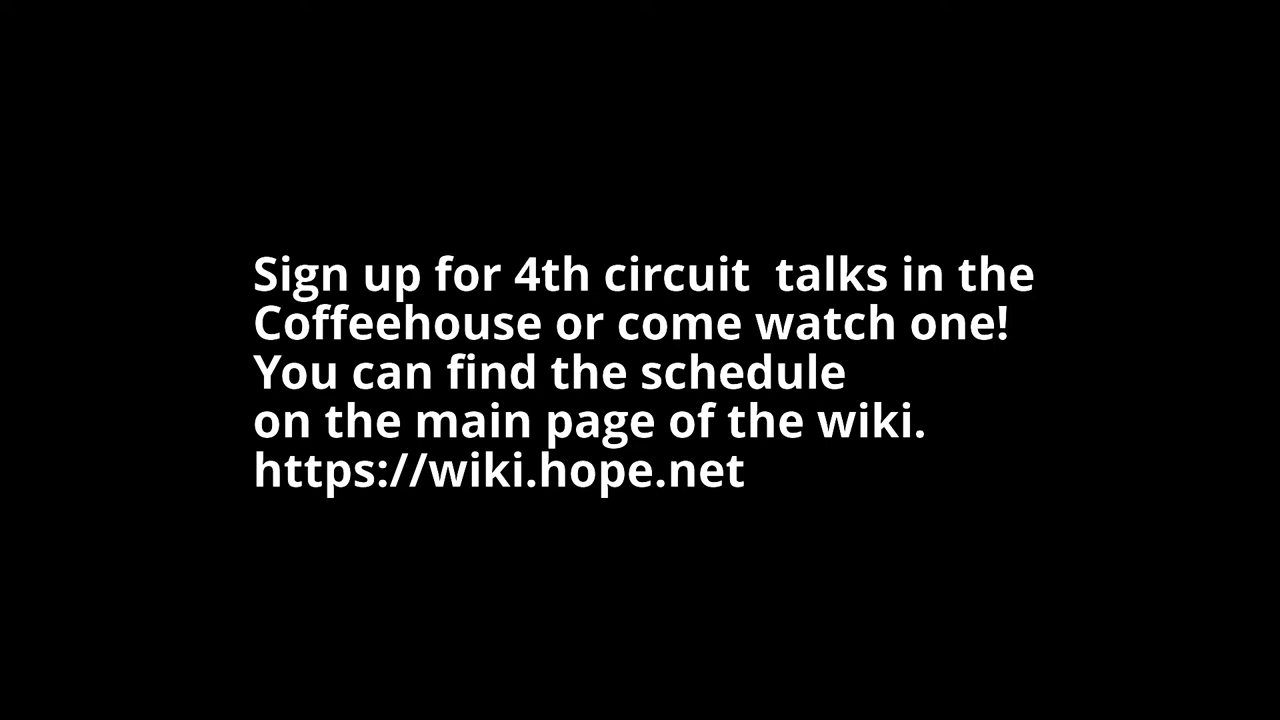 Sign up for 4th circuit  talks in the
Coffeehouse or come watch one!
You can find the schedule
on the main page of the wiki.
https://wiki.hope.net